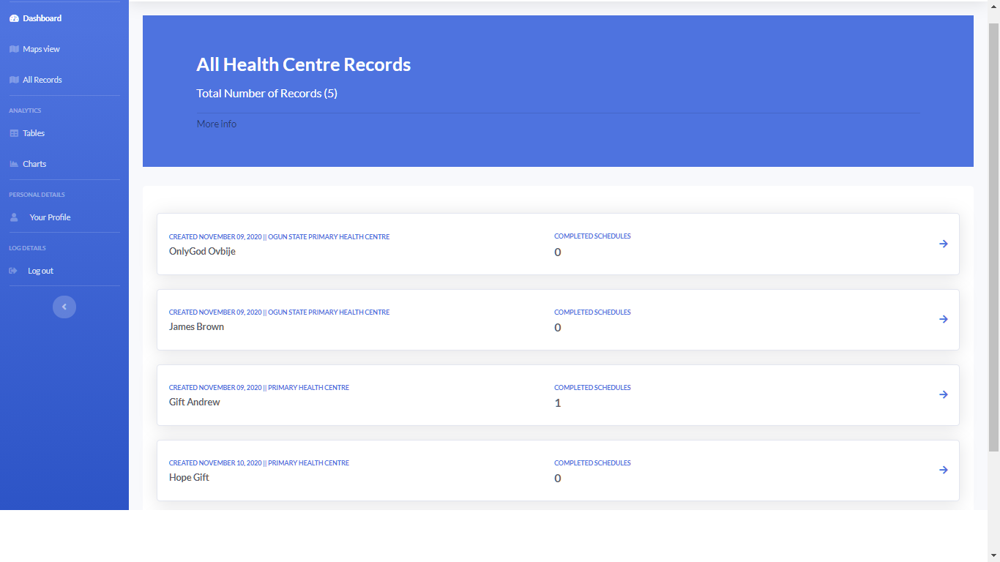 Dashboard
Maps view
All Records
ANALYTICS
Tables
Charts
PERSONAL DETAILS
Your Profile
LOG DETAILS
Log out
All Health Centre Records
Total Number of Records (5)
More info
CREATED NOVEMBER 09, 2020 || OGUN STATE PRIMARY HEALTH CENTRE
OnlyGod Ovbije
COMPLETED SCHEDULES
0
CREATED NOVEMBER 09, 2020 || OGUN STATE PRIMARY HEALTH CENTRE
James Brown
COMPLETED SCHEDULES
0
CREATED NOVEMBER 09, 2020 || PRIMARY HEALTH CENTRE
Gift Andrew
COMPLETED SCHEDULES
1
CREATED NOVEMBER 10, 2020 || PRIMARY HEALTH CENTRE
Hope Gift
COMPLETED SCHEDULES
0